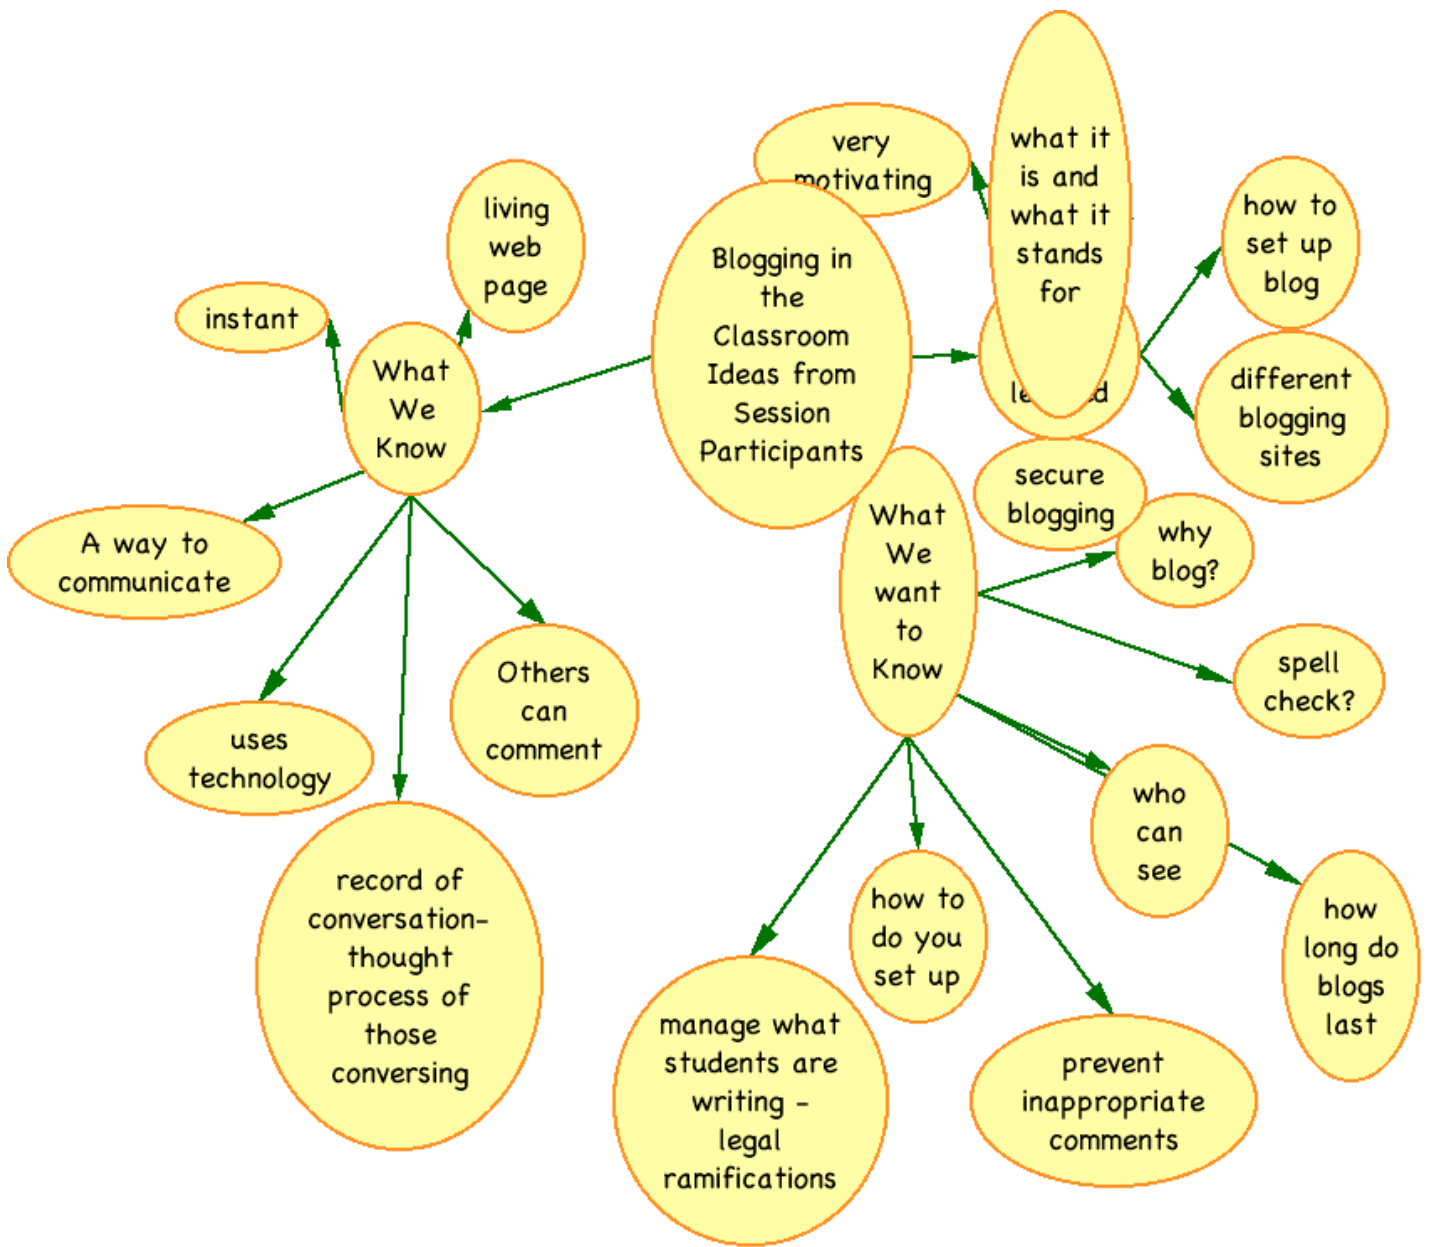 very
motivating
what it
is and
what it
stands
for
how to
set up
blog
living
web
page
instant
Blogging in
the
Classroom
Ideas from
Session
Participants
What
We
Know
different
blogging
sites
secure
blogging
why
blog?
What
We
want
to
Know
A way to
communicate
spell
check?
Others
can
comment
uses
technology
who
can
see
record of
conversation-
thought
process of
those
conversing
how to
do you
set up
how
long do
blogs
last
manage what
students are
writing -
legal
ramifications
prevent
inappropriate
comments